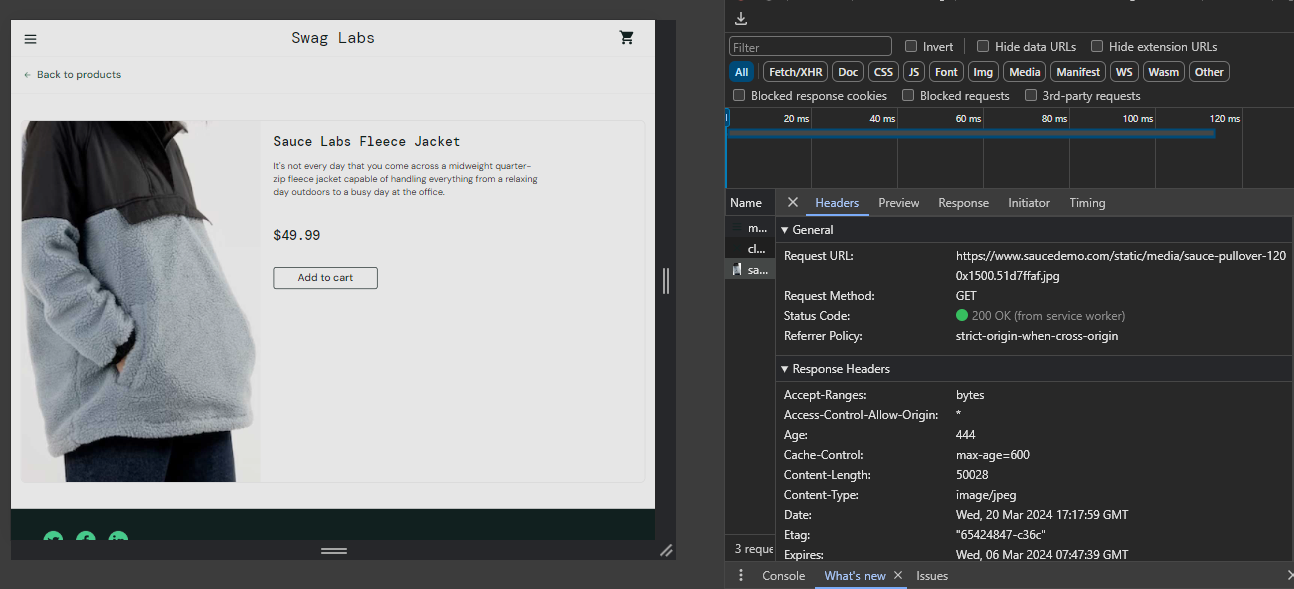 Swag Labs
← Back to products
Sauce Labs Fleece Jacket
It's not every day that you come across a midweight quarter-
zip fleece jacket capable of handling everything from a relaxing
day outdoors to a busy day at the office.
$49.99
Add to cart
Filter
Invert
Hide data URLs
Hide extension URLs
All
Fetch/XHR
Doc
CSS
JS
Font
Img
Media
Manifest
WS
Wasm
Other
Blocked response cookies
Blocked requests
3rd-party requests
20 ms
40 ms
60 ms
80 ms
100 ms
120 ms
Name
Headers
Preview
Response
Initiator
Timing
m...
cl...
sa...
General
Request URL: https://www.saucedemo.com/static/media/sauce-pullover-120
0x1500.51d7ffaf.jpg
Request Method: GET
Status Code: 200 OK (from service worker)
Referrer Policy: strict-origin-when-cross-origin
Response Headers
Accept-Ranges: bytes
Access-Control-Allow-Origin: *
Age: 444
Cache-Control: max-age=600
Content-Length: 50028
Content-Type: image/jpeg
Date: Wed, 20 Mar 2024 17:17:59 GMT
Etag: "65424847-c36c"
Expires: Wed, 06 Mar 2024 07:47:39 GMT
3 reque
Console
What's new
Issues